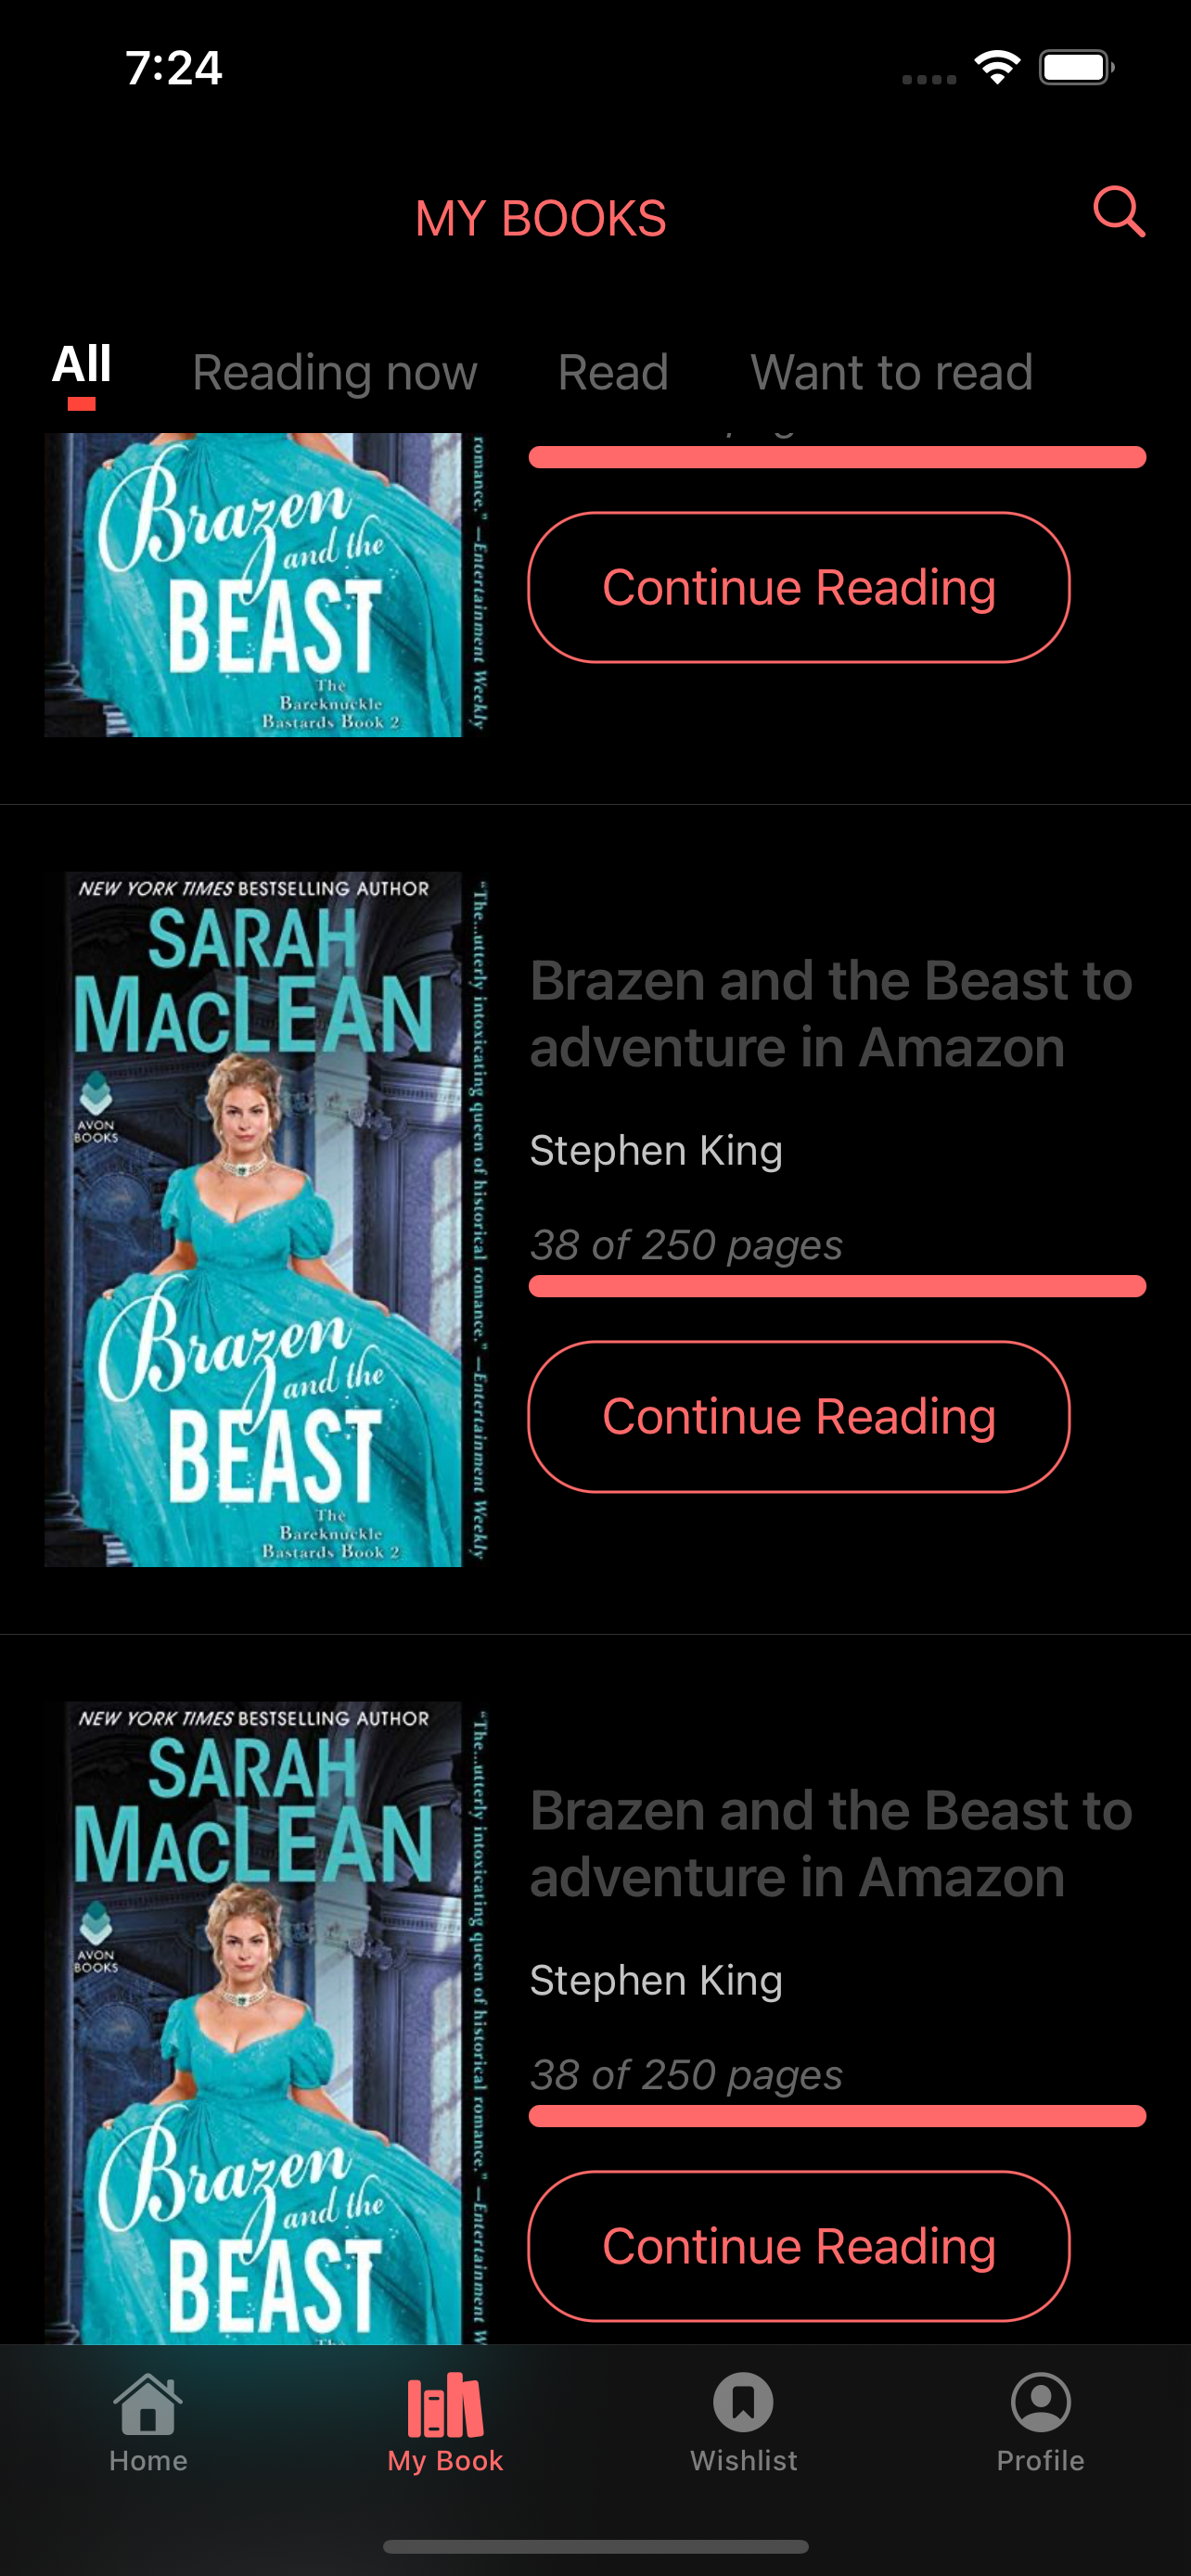 7:24
MY BOOKS
All
Reading now
Read
Want to read
Brazen
and the
BEAST
The
Bareknuckle
Bastards Book 2
romance." —Entertainment Weekly
Continue Reading
NEW YORK TIMES BESTSELLING AUTHOR
SARAH
MACLEAN
AVON
BOOKS
Brazen
and the
BEAST
The
Bareknuckle
Bastards Book 2
"The...utterly intoxicating queen of historical romance." —Entertainment Weekly
Brazen and the Beast to
adventure in Amazon
Stephen King
38 of 250 pages
Continue Reading
NEW YORK TIMES BESTSELLING AUTHOR
SARAH
MACLEAN
AVON
BOOKS
Brazen
and the
BEAST
"The...utterly intoxicating queen of historical romance." —Entertainment
Brazen and the Beast to
adventure in Amazon
Stephen King
38 of 250 pages
Continue Reading
Home
My Book
Wishlist
Profile